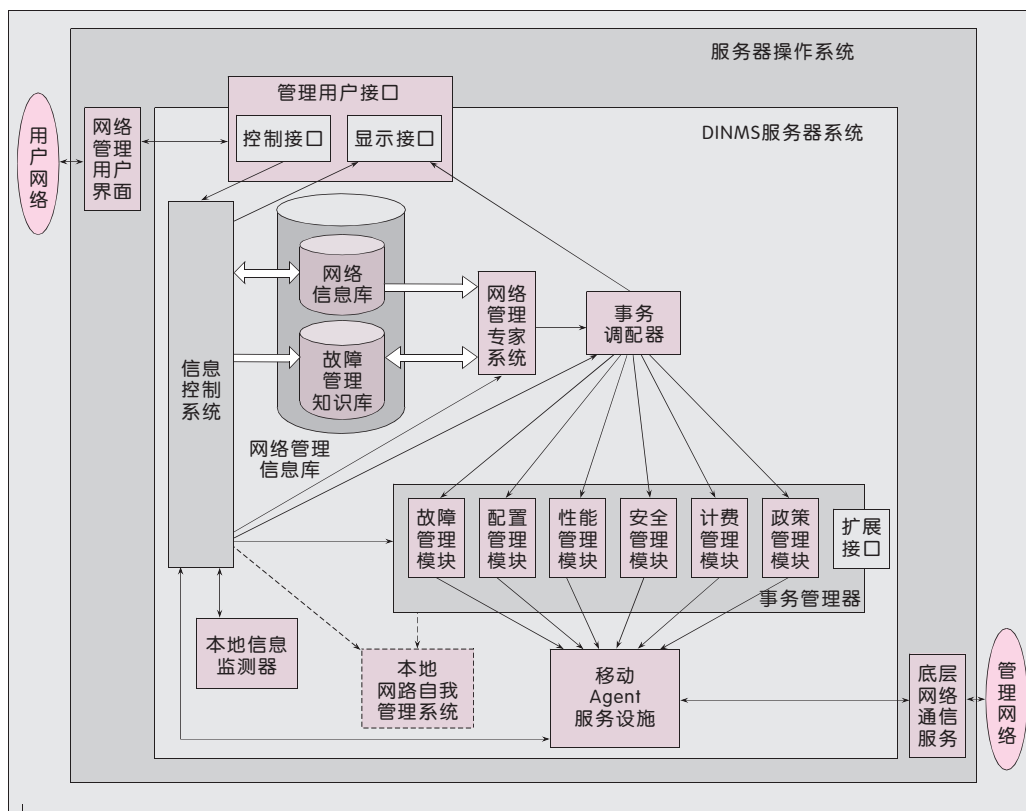 服务器操作系统
管理用户接口
控制接口
显示接口
DINMS服务器系统
用
户
网
络
网络
管理
用户
界面
网络
信息库
故障
管理
知识库
网络管理
信息库
网络
管理
专家
系统
事务
调配器
信息
控制
系统
故障
管理
模块
配置
管理
模块
性能
管理
模块
安全
管理
模块
计费
管理
模块
政策
管理
模块
扩展
接口
事务管理器
本地信息
监测器
本地
网路自我
管理系统
移动
Agent
服务设施
底层
网络
通信
服务
管
理
网
络